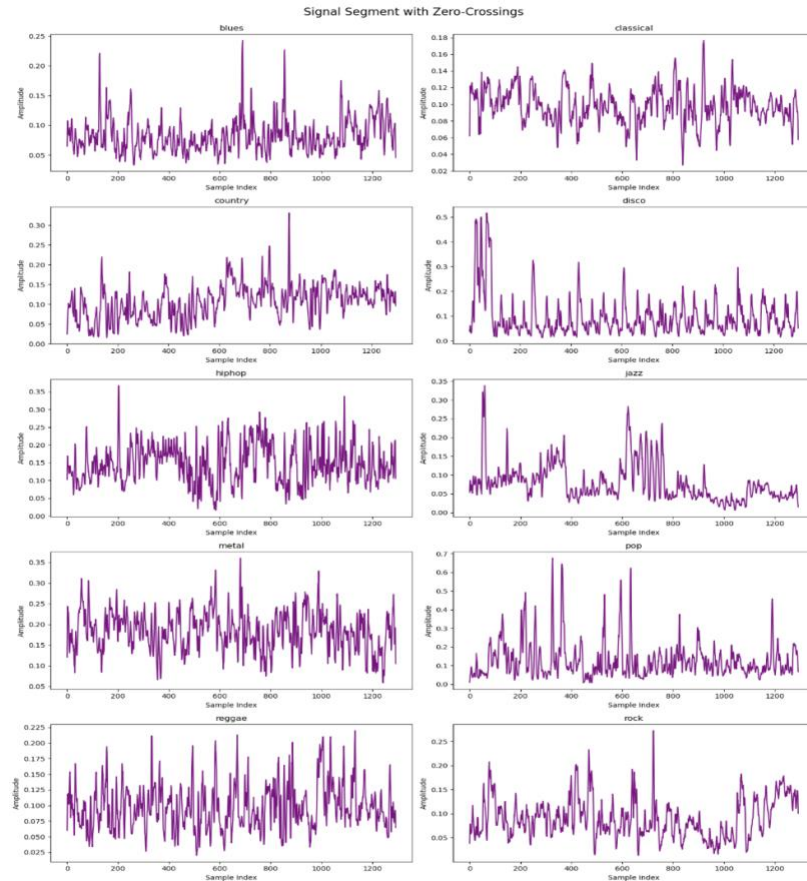 Signal Segment with Zero-Crossings
blues
0.25
0.20
0.15
0.10
0.05
Amplitude
0 200 400 600 800 1000 1200
Sample Index
classical
0.18
0.16
0.14
0.12
0.10
0.08
0.06
0.04
0.02
Amplitude
0 200 400 600 800 1000 1200
Sample Index
country
0.30
0.25
0.20
0.15
0.10
0.05
0.00
Amplitude
0 200 400 600 800 1000 1200
Sample Index
disco
0.5
0.4
0.3
0.2
0.1
0.0
Amplitude
0 200 400 600 800 1000 1200
Sample Index
hiphop
0.35
0.30
0.25
0.20
0.15
0.10
0.05
0.00
Amplitude
0 200 400 600 800 1000 1200
Sample Index
jazz
0.35
0.30
0.25
0.20
0.15
0.10
0.05
0.00
Amplitude
0 200 400 600 800 1000 1200
Sample Index
metal
0.35
0.30
0.25
0.20
0.15
0.10
0.05
Amplitude
0 200 400 600 800 1000 1200
Sample Index
pop
0.7
0.6
0.5
0.4
0.3
0.2
0.1
0.0
Amplitude
0 200 400 600 800 1000 1200
Sample Index
reggae
0.225
0.200
0.175
0.150
0.125
0.100
0.075
0.050
0.025
Amplitude
0 200 400 600 800 1000 1200
Sample Index
rock
0.25
0.20
0.15
0.10
0.05
Amplitude
0 200 400 600 800 1000 1200
Sample Index